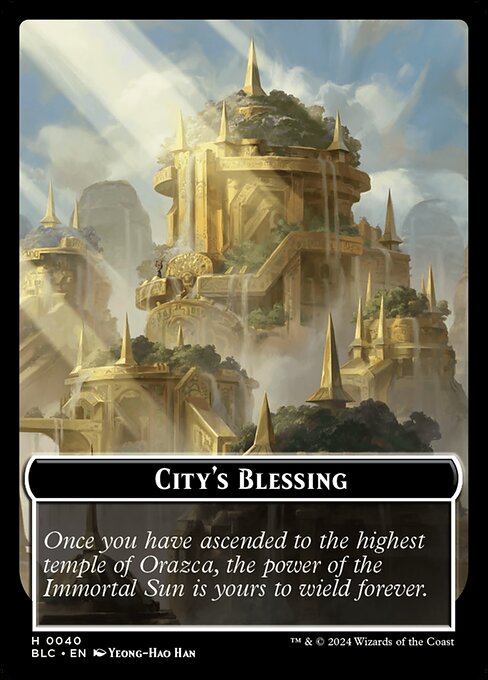 City's Blessing
Once you have ascended to the highest
temple of Orazca, the power of the
Immortal Sun is yours to wield forever.
H 0040
BLC • EN Yeong-Hao Han
™ & © 2024 Wizards of the Coast